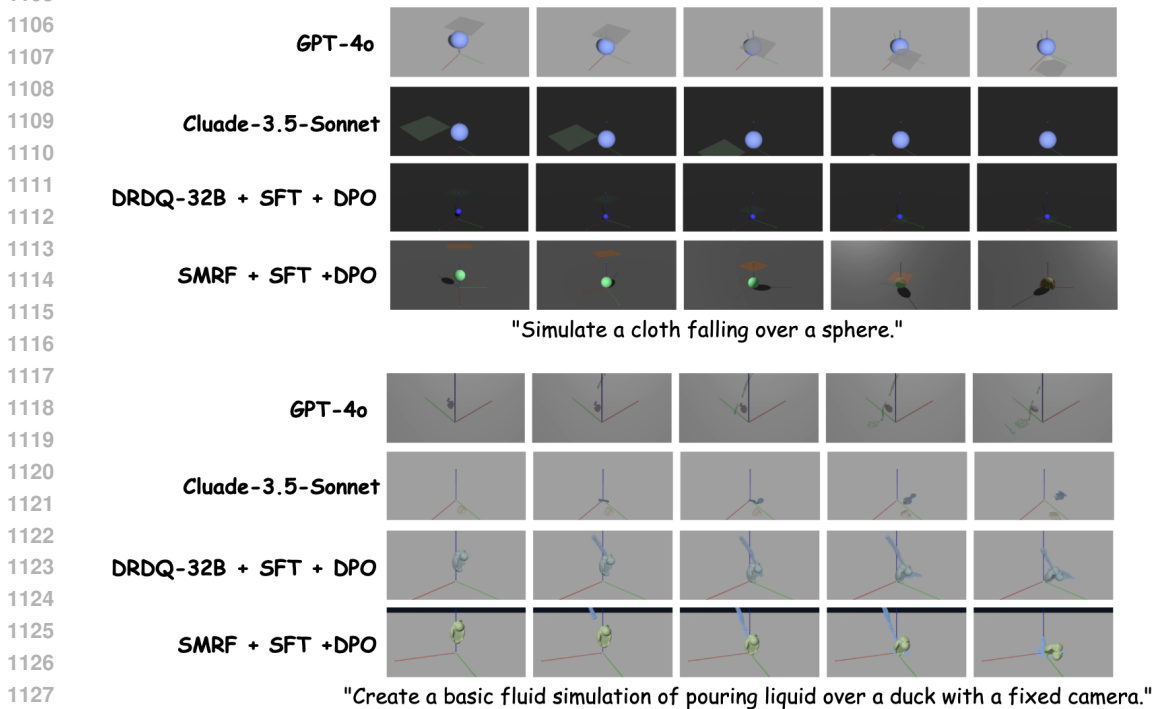 1106
GPT-4o
1107
1108
1109
Cluade-3.5-Sonnet
1110
1111
DRDQ-32B + SFT + DPO
1112
1113
SMRF + SFT +DPO
1114
1115
"Simulate a cloth falling over a sphere."
1116
1117
GPT-4o
1118
1119
1120
Cluade-3.5-Sonnet
1121
1122
DRDQ-32B + SFT + DPO
1123
1124
1125
SMRF + SFT +DPO
1126
1127
"Create a basic fluid simulation of pouring liquid over a duck with a fixed camera."